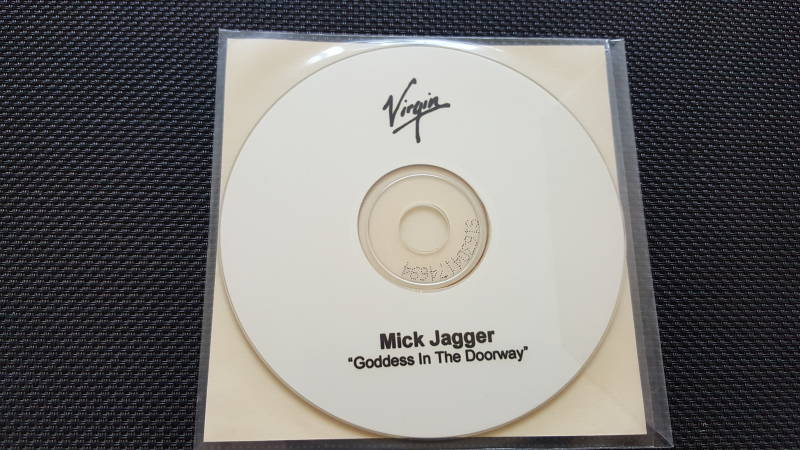 Virgin
Mick Jagger
"Goddess In The Doorway"